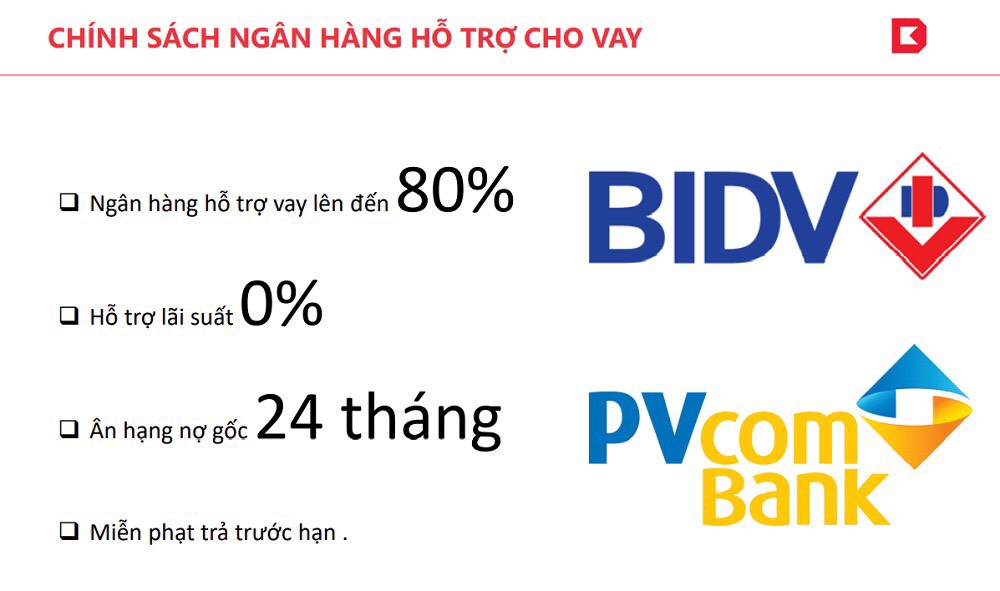 CHÍNH SÁCH NGÂN HÀNG HỖ TRỢ CHO VAY
❑ Ngân hàng hỗ trợ vay lên đến 80%
❑ Hỗ trợ lãi suất 0%
❑ Ân hạng nợ gốc 24 tháng
❑ Miễn phạt trả trước hạn .
BIDV
PVcom
Bank